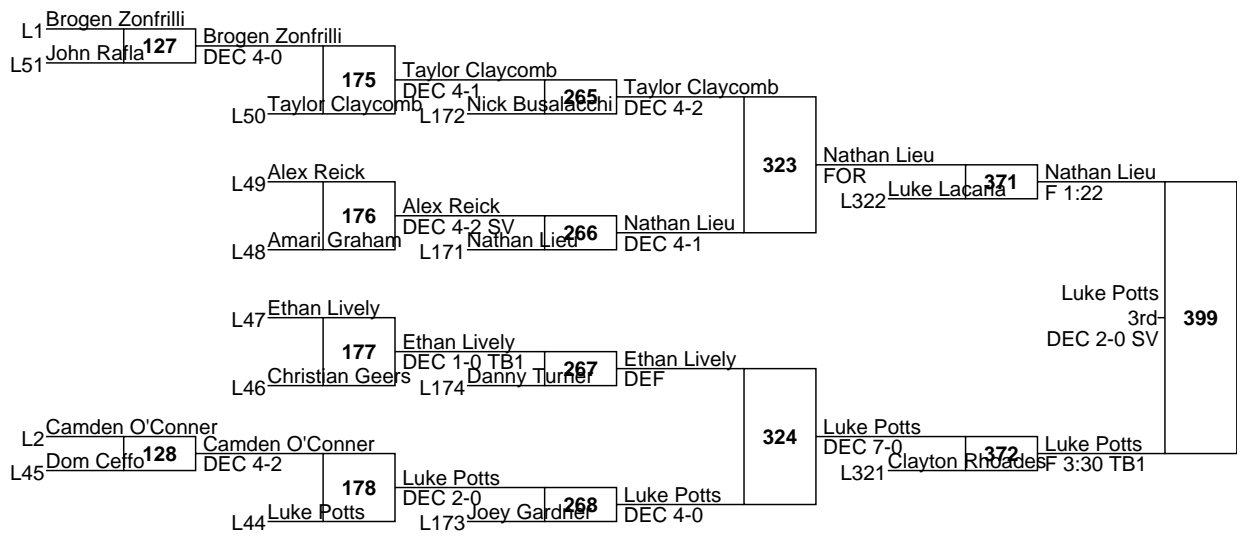 Brogen Zonfrilli
L1
127
Brogen Zonfrilli
John Rafla
L51
DEC 4-0
175
Taylor Claycomb
DEC 4-1
265
Taylor Claycomb
Taylor Claycomb
L50
Nick Busalacchi
L172
DEC 4-2
323
Nathan Lieu
FOR
371
Nathan Lieu
Luke Lacaria
L322
F 1:22
Alex Reick
L49
176
Alex Reick
DEC 4-2 SV
266
Nathan Lieu
Amari Graham
L48
Nathan Lieu
L171
DEC 4-1
Luke Potts
3rd
DEC 2-0 SV
399
Ethan Lively
L47
177
Ethan Lively
DEC 1-0 TB1
267
Ethan Lively
Christian Geers
L46
Danny Turner
L174
DEF
324
Luke Potts
DEC 7-0
372
Luke Potts
Clayton Rhoades
L321
F 3:30 TB1
Camden O'Conner
L2
128
Camden O'Conner
Dom Ceffo
L45
DEC 4-2
178
Luke Potts
DEC 2-0
268
Luke Potts
Luke Potts
L44
Joey Gardner
L173
DEC 4-0